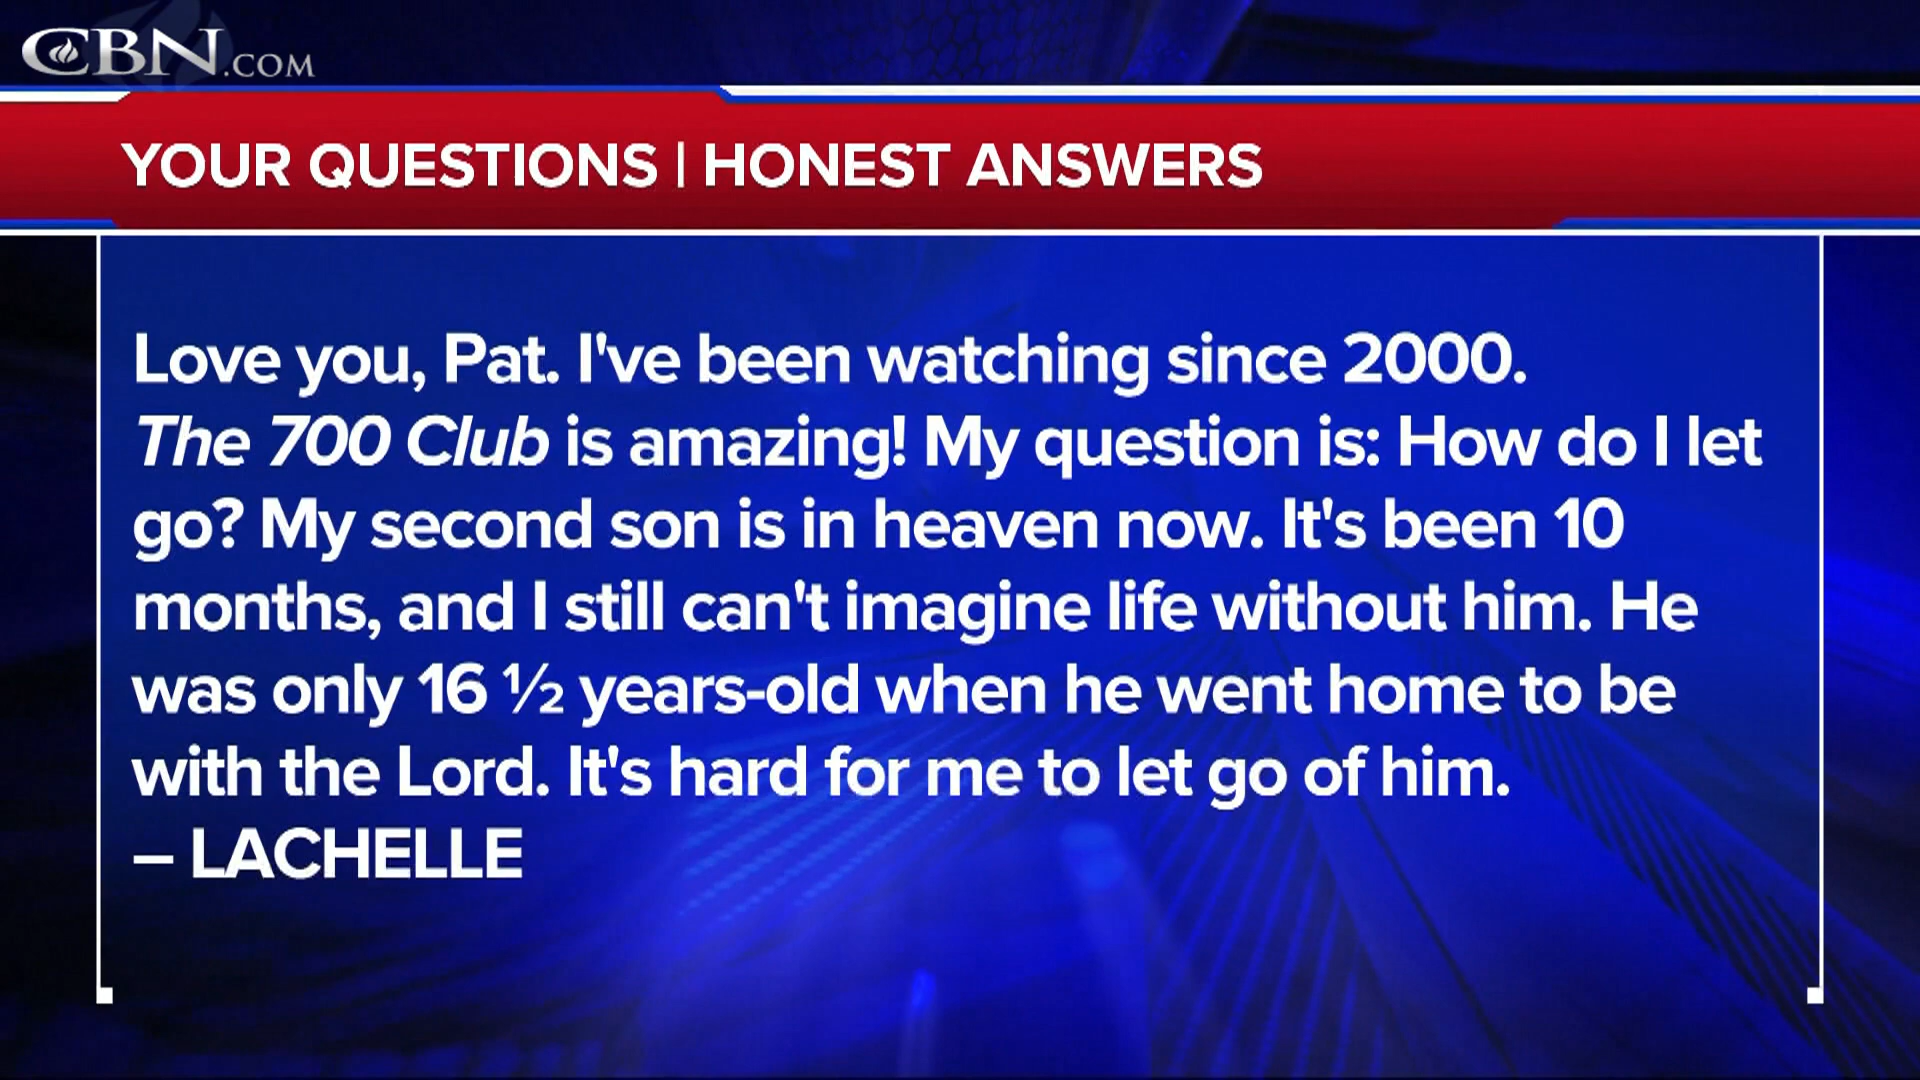 CBN.COM
YOUR QUESTIONS | HONEST ANSWERS
Love you, Pat. I've been watching since 2000.
The 700 Club is amazing! My question is: How do I let
go? My second son is in heaven now. It's been 10
months, and I still can't imagine life without him. He
was only 16 ½ years-old when he went home to be
with the Lord. It's hard for me to let go of him.
– LACHELLE